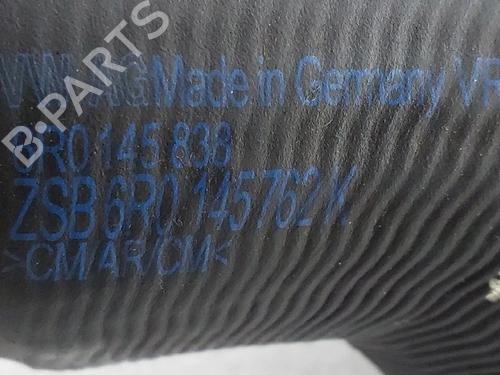 B-PARTS
VW AG Made in Germany VR
6R0 145 838
ZSB 6R0 145 762 K
>CM/AR/CM<